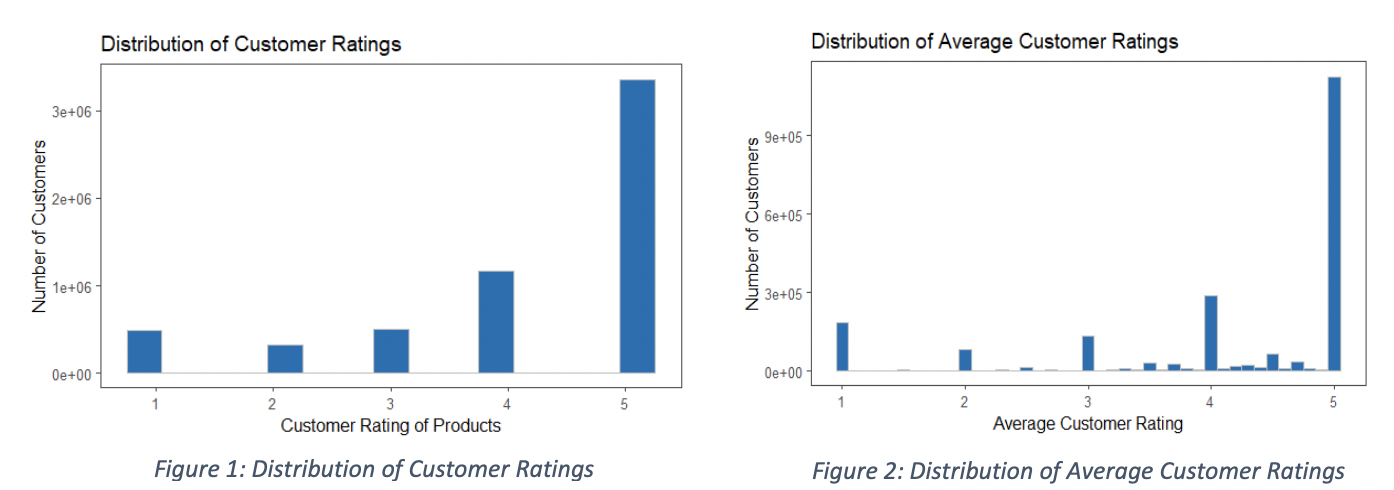 Distribution of Customer Ratings
Number of Customers
3e+06
2e+06
1e+06
0e+00
1 2 3 4 5
Customer Rating of Products
Figure 1: Distribution of Customer Ratings
Distribution of Average Customer Ratings
Number of Customers
9e+05
6e+05
3e+05
0e+00
1 2 3 4 5
Average Customer Rating
Figure 2: Distribution of Average Customer Ratings